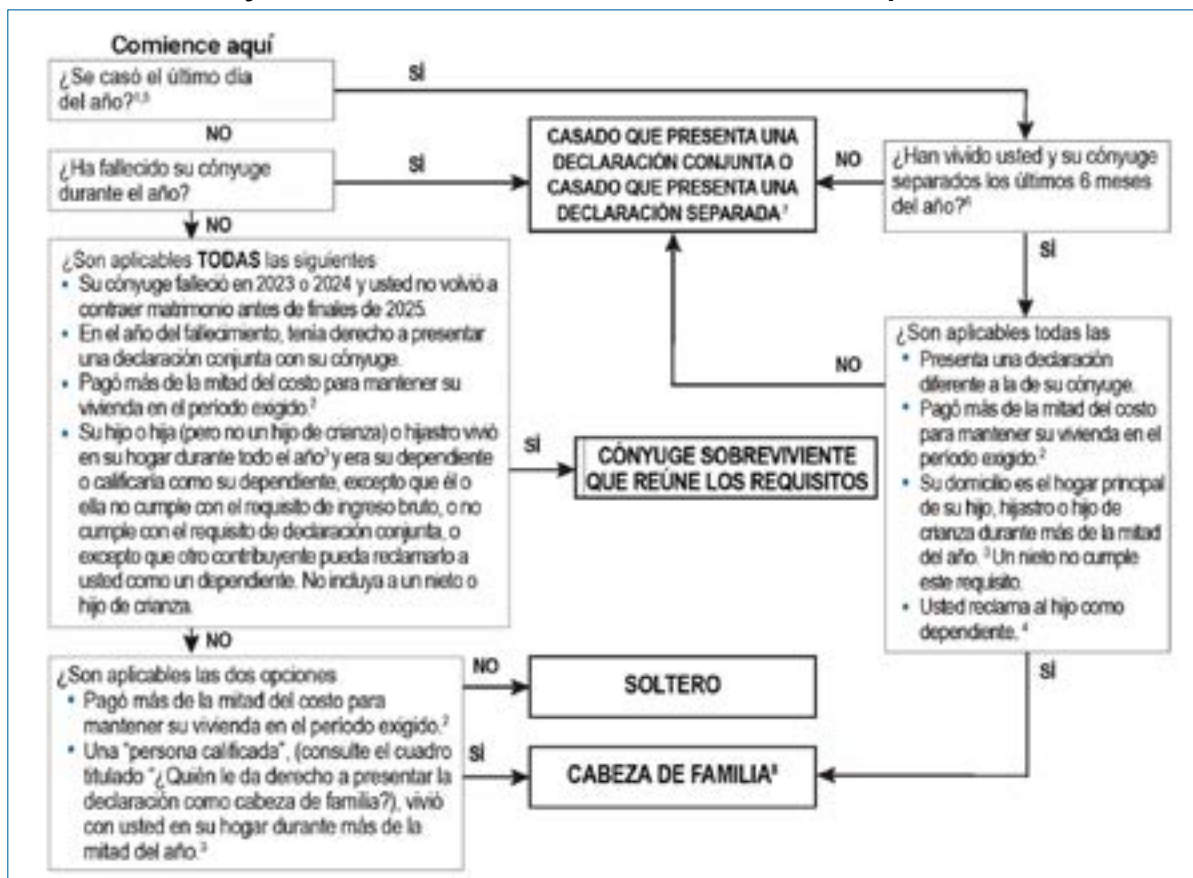 Comience aquí
¿Se casó el último día
del año?
SÍ
NO
¿Ha fallecido su cónyuge
durante el año?
SÍ
CASADO QUE PRESENTA UNA
DECLARACIÓN CONJUNTA O
CASADO QUE PRESENTA UNA
DECLARACIÓN SEPARADA
NO
¿Han vivido usted y su cónyuge
separados los últimos 6 meses
del año?⁶
NO
SÍ
¿Son aplicables TODAS las siguientes
• Su cónyuge falleció en 2023 o 2024 y usted no volvió a
contraer matrimonio antes de finales de 2025.
• En el año del fallecimiento, tenía derecho a presentar
una declaración conjunta con su cónyuge.
• Pagó más de la mitad del costo para mantener su
vivienda en el período exigido.²
• Su hijo o hija (pero no un hijo de crianza) o hijastro vivió
en su hogar durante todo el año³ y era su dependiente
o calificaría como su dependiente, excepto que él o
ella no cumple con el requisito de ingreso bruto, o no
cumple con el requisito de declaración conjunta, o
excepto que otro contribuyente pueda reclamarlo a
usted como un dependiente. No incluya a un nieto o
hijo de crianza.
SÍ
CÓNYUGE SOBREVIVIENTE
QUE REÚNE LOS REQUISITOS
NO
¿Son aplicables todas las
• Presenta una declaración
diferente a la de su cónyuge.
• Pagó más de la mitad del costo
para mantener su vivienda en el
período exigido.²
• Su domicilio es el hogar principal
de su hijo, hijastro o hijo de
crianza durante más de la mitad
del año. ³ Un nieto no cumple
este requisito.
• Usted reclama al hijo como
dependiente. ⁴
SÍ
NO
¿Son aplicables las dos opciones
• Pagó más de la mitad del costo para
mantener su vivienda en el período exigido.²
• Una "persona calificada", (consulte el cuadro
titulado "¿Quién le da derecho a presentar la
declaración como cabeza de familia?), vivió
con usted en su hogar durante más de la
mitad del año.³
NO
SOLTERO
SÍ
CABEZA DE FAMILIA